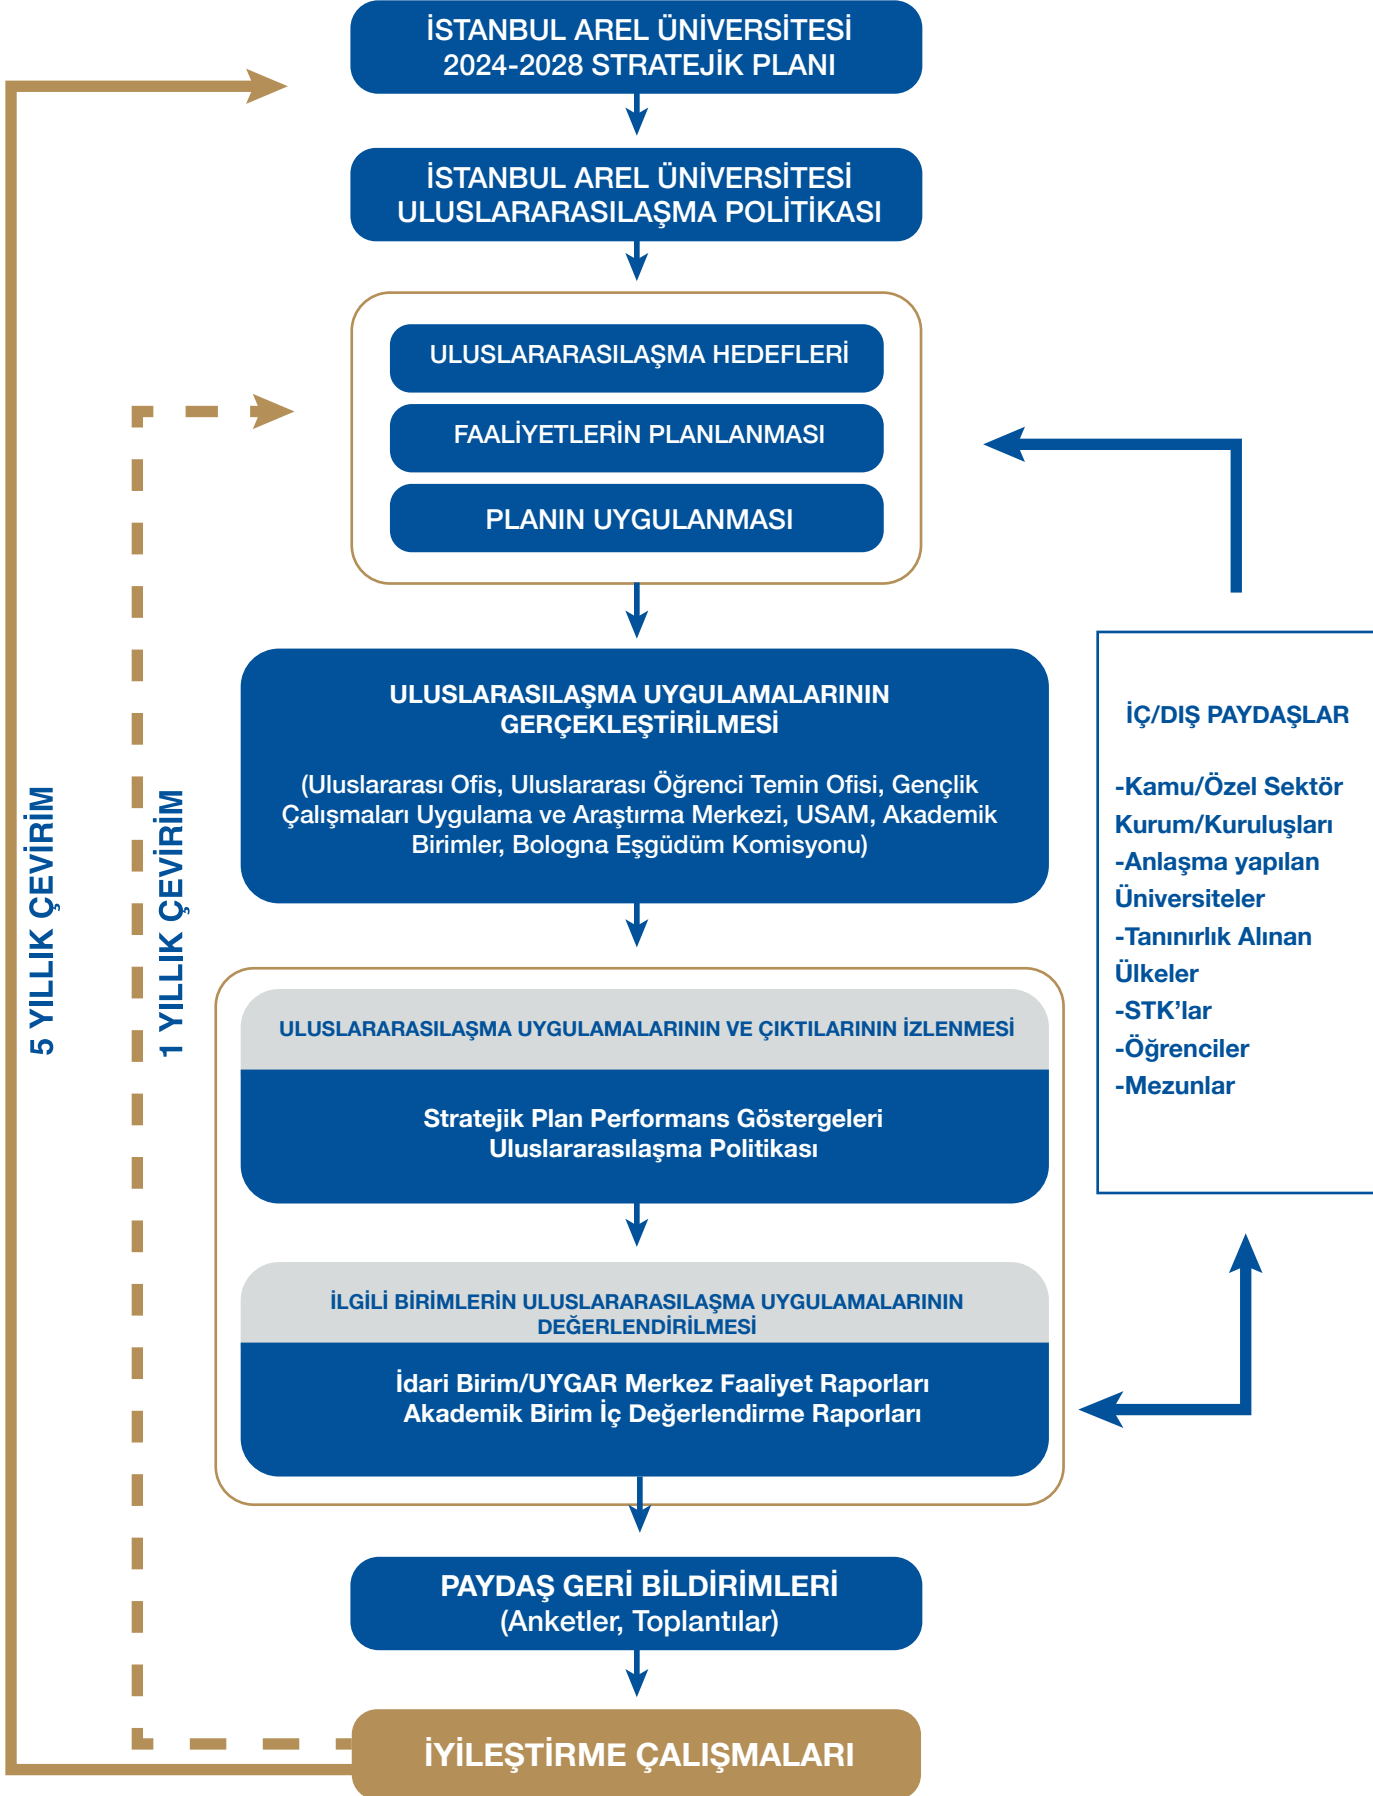 İSTANBUL AREL ÜNİVERSİTESİ
2024-2028 STRATEJİK PLANI
İSTANBUL AREL ÜNİVERSİTESİ
ULUSLARARASILAŞMA POLİTİKASI
ULUSLARARASILAŞMA HEDEFLERİ
FAALİYETLERİN PLANLANMASI
PLANIN UYGULANMASI
ULUSLARASILAŞMA UYGULAMALARININ
GERÇEKLEŞTİRİLMESİ
(Uluslararası Ofis, Uluslararası Öğrenci Temin Ofisi, Gençlik
Çalışmaları Uygulama ve Araştırma Merkezi, USAM, Akademik
Birimler, Bologna Eşgüdüm Komisyonu)
ULUSLARARASILAŞMA UYGULAMALARININ VE ÇIKTILARININ İZLENMESİ
Stratejik Plan Performans Göstergeleri
Uluslararasılaşma Politikası
İLGİLİ BİRİMLERİN ULUSLARARASILAŞMA UYGULAMALARININ
DEĞERLENDİRİLMESİ
İdari Birim/UYGAR Merkez Faaliyet Raporları
Akademik Birim İç Değerlendirme Raporları
PAYDAŞ GERİ BİLDİRİMLERİ
(Anketler, Toplantılar)
İYİLEŞTİRME ÇALIŞMALARI
5 YILLIK ÇEVİRİM
1 YILLIK ÇEVİRİM
İÇ/DIŞ PAYDAŞLAR
-Kamu/Özel Sektör
Kurum/Kuruluşları
-Anlaşma yapılan
Üniversiteler
-Tanınırlık Alınan
Ülkeler
-STK’lar
-Öğrenciler
-Mezunlar